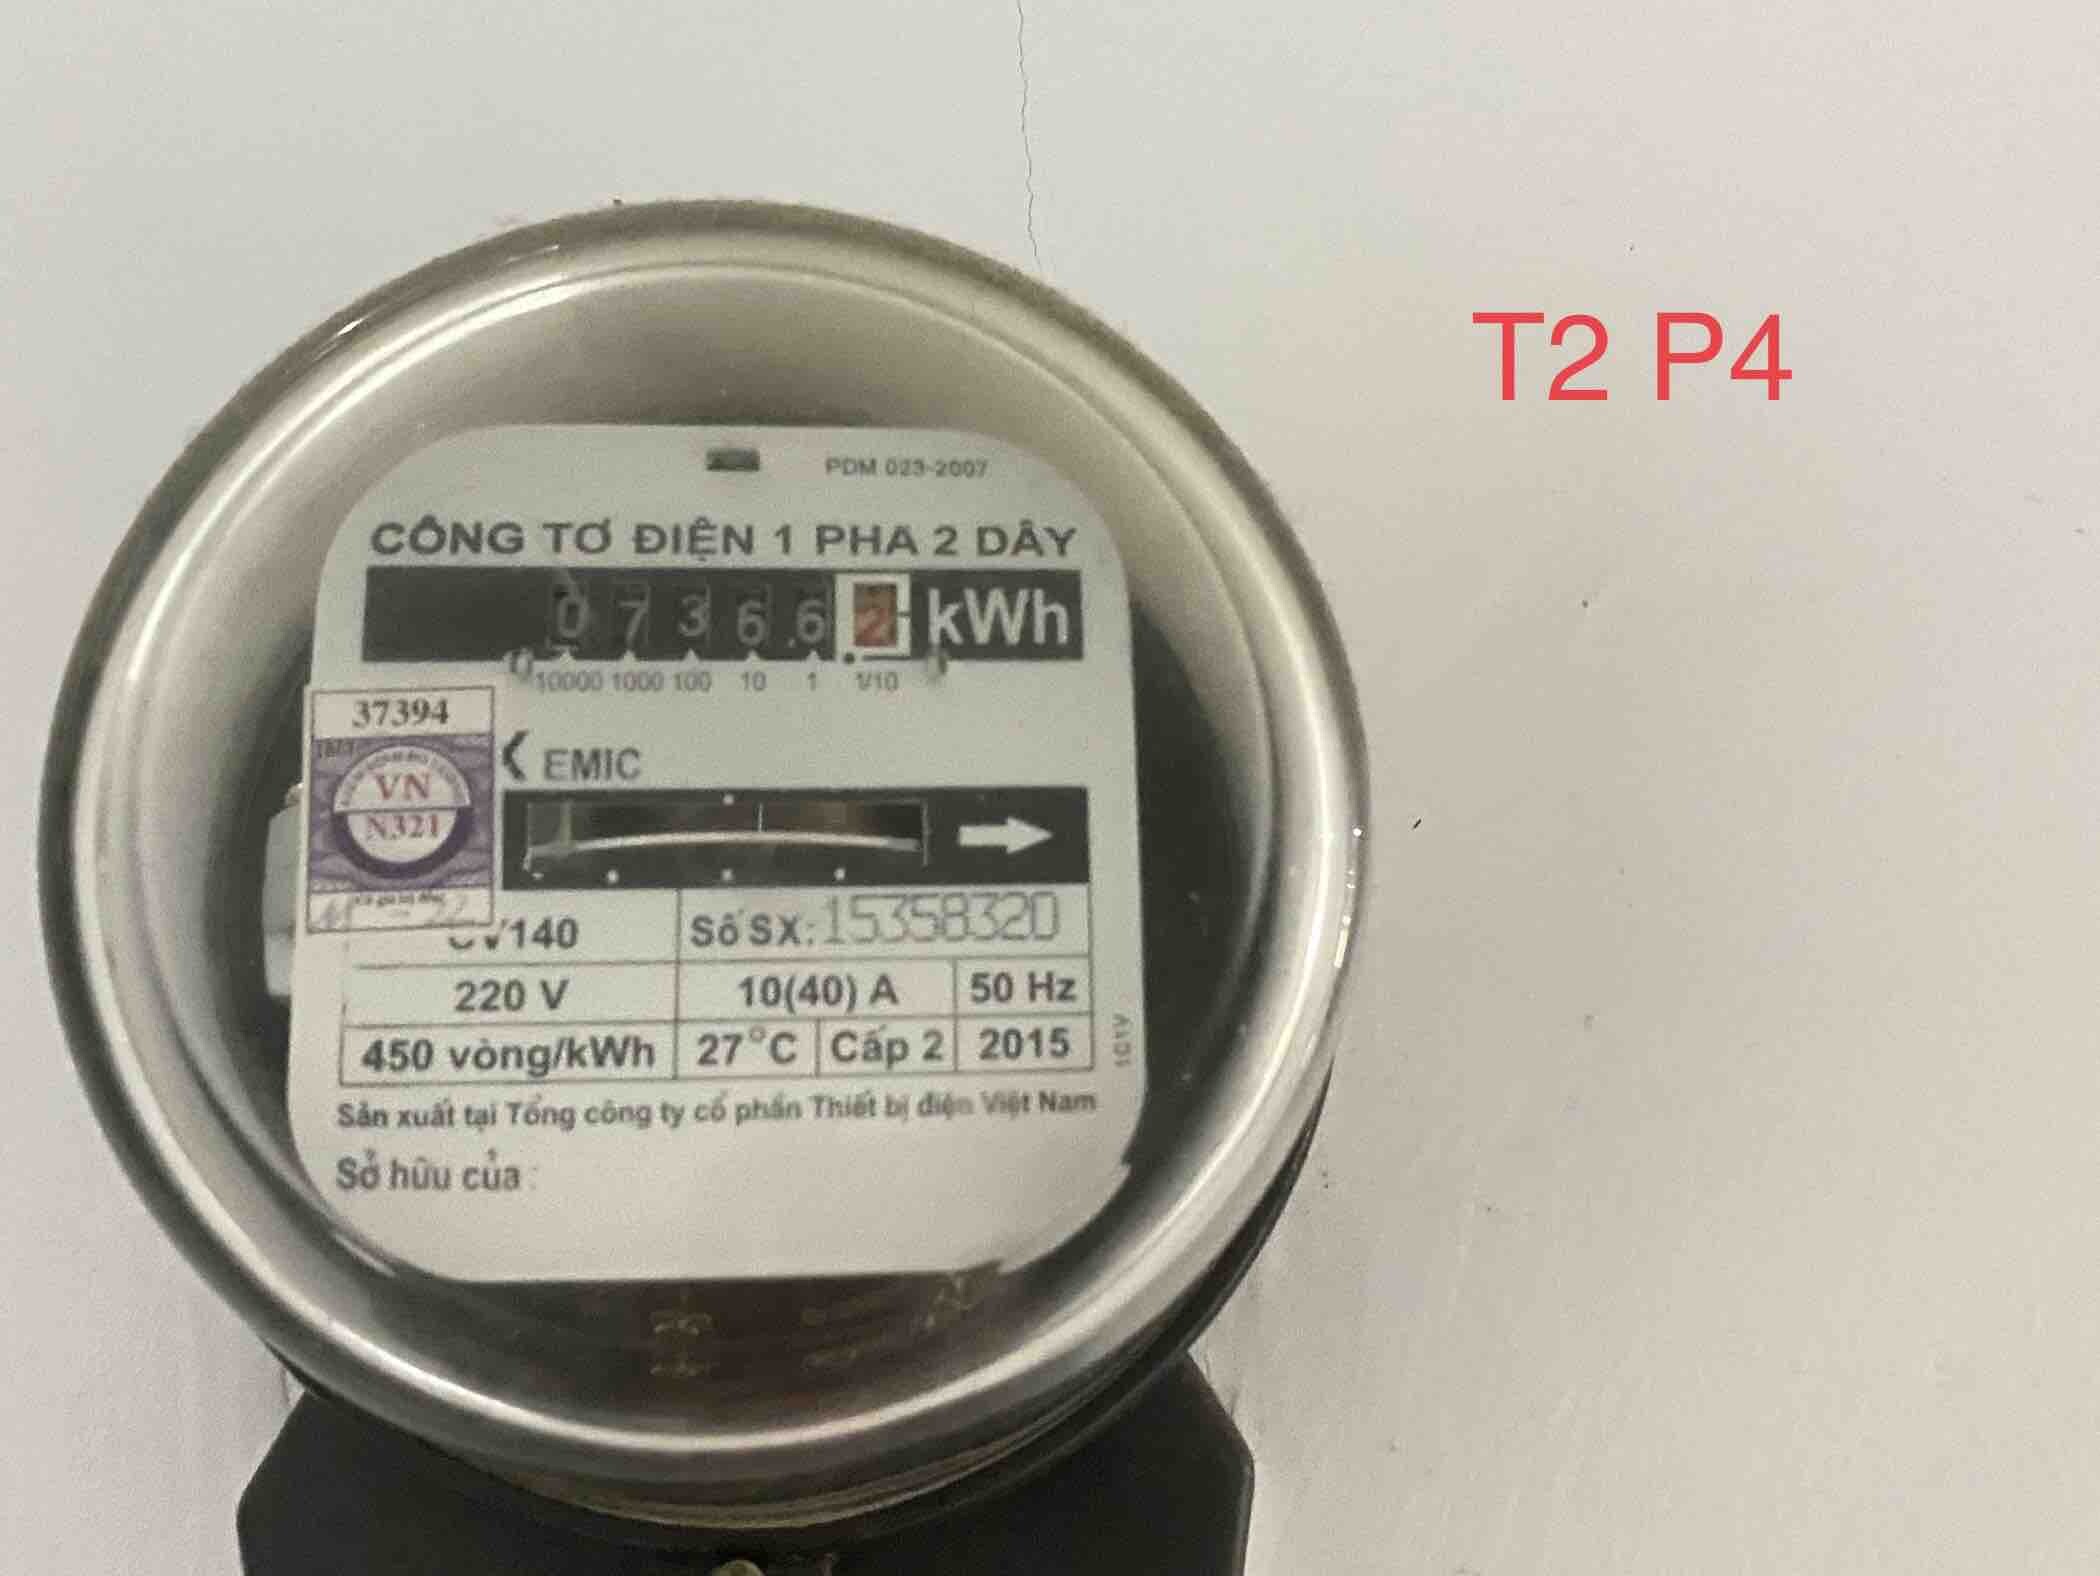 T2 P4
PDM 023-2007
CÔNG TƠ ĐIỆN 1 PHA 2 DÂY
0 7 3 6 6 2 kWh
10000 1000 100 10 1 1/10
37394
VN
N321
EMIC
CV140 Số SX: 15358320
220 V 10(40) A 50 Hz
450 vòng/kWh 27°C Cấp 2 2015
1C1V
Sản xuất tại Tổng công ty cổ phần Thiết bị điện Việt Nam
Sở hữu của :